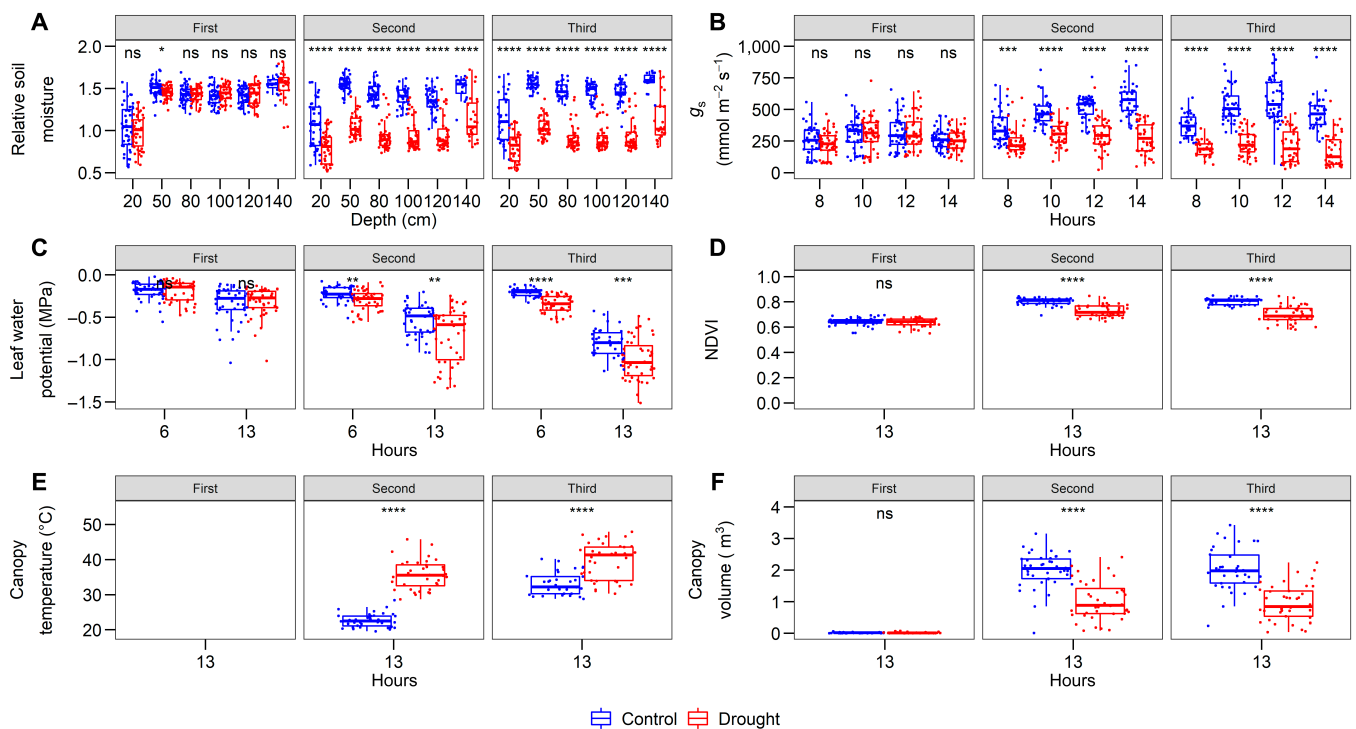 A
First Second Third
Relative soil
moisture
2.0
1.5
1.0
0.5
ns * ns ns ns ns
**** **** **** **** **** ****
**** **** **** **** **** ****
20 50 80 100 120 140
20 50 80 100 120 140
20 50 80 100 120 140
Depth (cm)
B
First Second Third
gs
(mmol m−2 s−1)
1,000
750
500
250
0
ns ns ns ns
*** **** **** ****
**** **** **** ****
8 10 12 14
8 10 12 14
8 10 12 14
Hours
C
First Second Third
Leaf water
potential (MPa)
0.0
−0.5
−1.0
−1.5
ns ns
** **
**** ***
6 13
6 13
6 13
Hours
D
First Second Third
NDVI
1.0
0.8
0.6
0.4
0.2
0.0
ns
****
****
13
13
13
Hours
E
First Second Third
Canopy
temperature (°C)
50
40
30
20
****
****
13
13
13
Hours
F
First Second Third
Canopy
volume ( m3)
4
3
2
1
0
ns
****
****
13
13
13
Hours
Control Drought